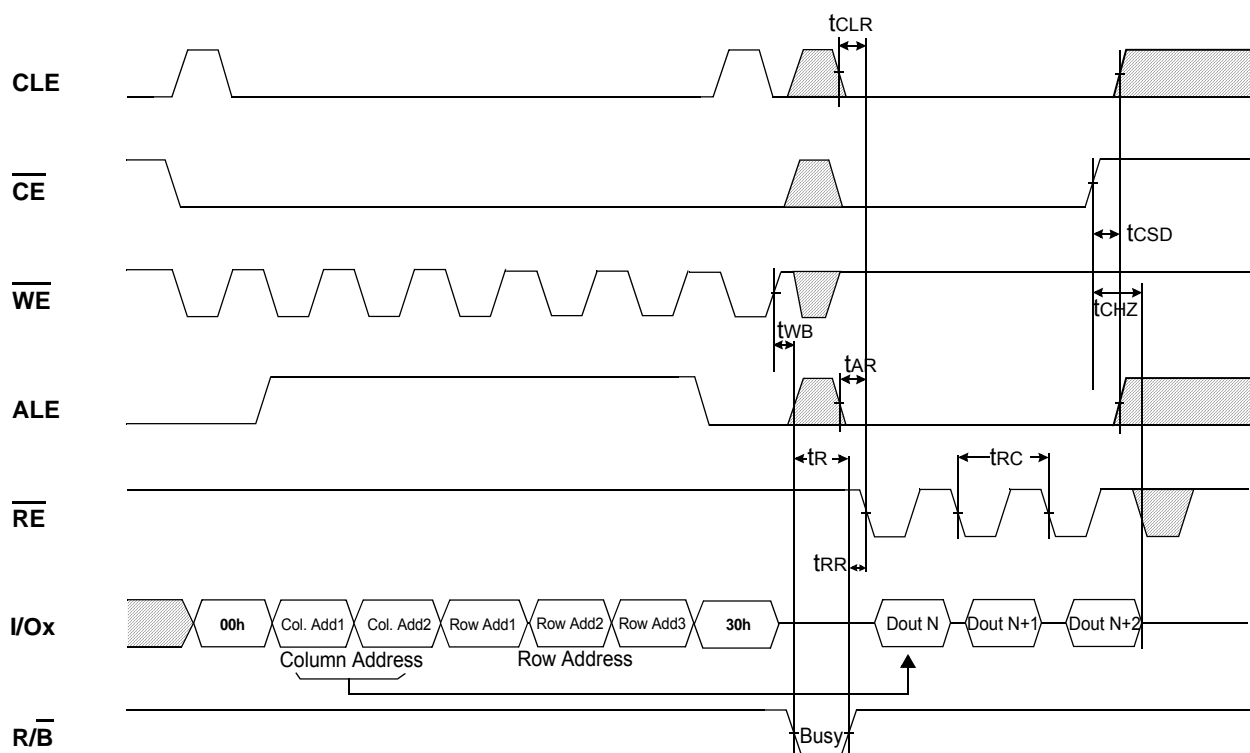 tCLR
CLE
CE
tCSD
WE
tCHZ
tWB
tAR
ALE
tR
tRC
RE
tRR
I/Ox
00h
Col. Add1
Col. Add2
Row Add1
Row Add2
Row Add3
30h
Dout N
Dout N+1
Dout N+2
Column Address
Row Address
R/B
Busy